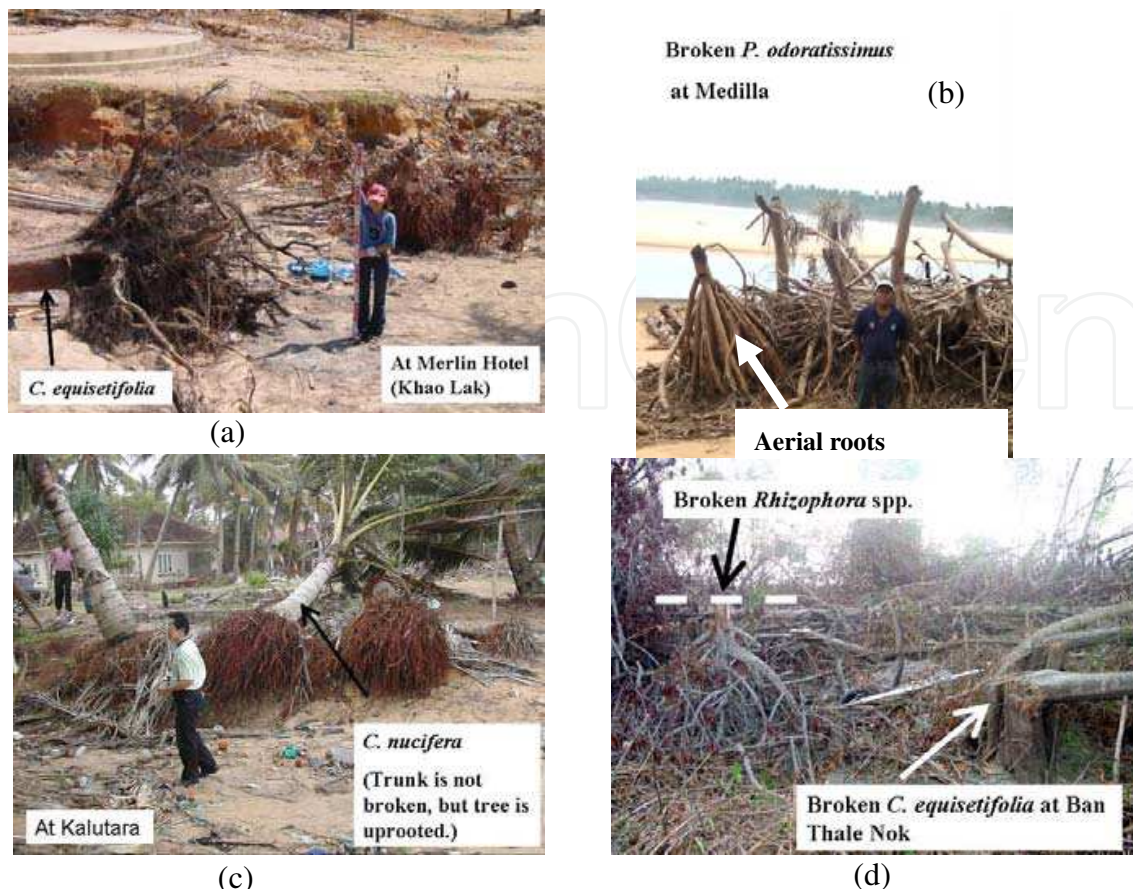 C. equisetifolia
At Merlin Hotel
(Khao Lak)
(a)
Broken P. odoratissimus
at Medilla
(b)
Aerial roots
C. nucifera
(Trunk is not
broken, but tree is
uprooted.)
At Kalutara
(c)
Broken Rhizophora spp.
Broken C. equisetifolia at Ban
Thale Nok
(d)